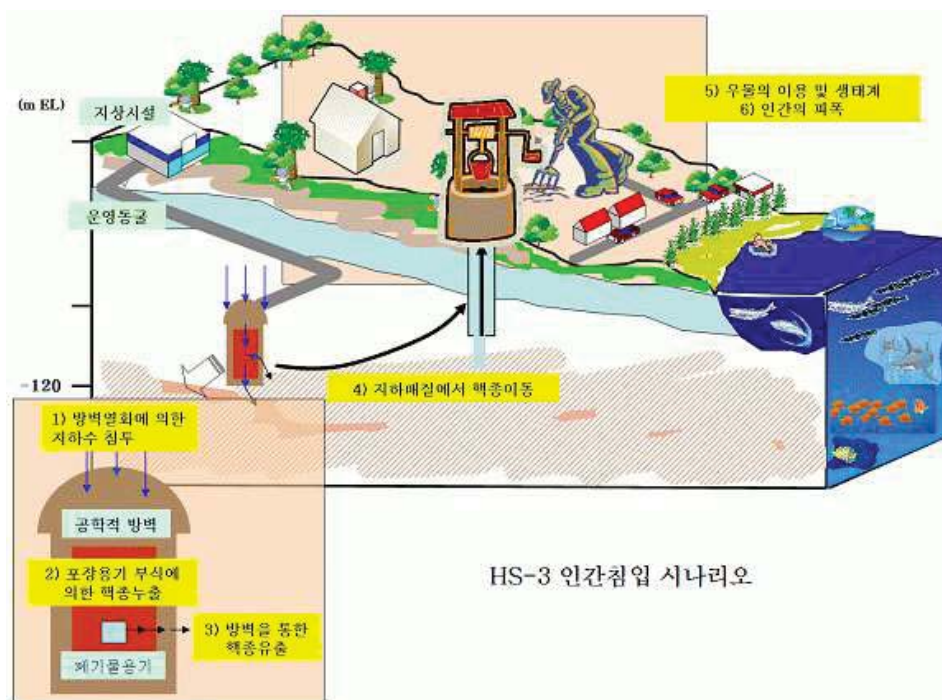 (m EL)
지상시설
5) 우물의 이용 및 생태계
6) 인간의 피폭
운영동굴
-120
4) 지하매질에서 핵종이동
1) 방벽열화에 의한
지하수 침투
공학적 방벽
2) 포장용기 부식에
의한 핵종누출
3) 방벽을 통한
핵종유출
폐기물용기
HS-3 인간침입 시나리오